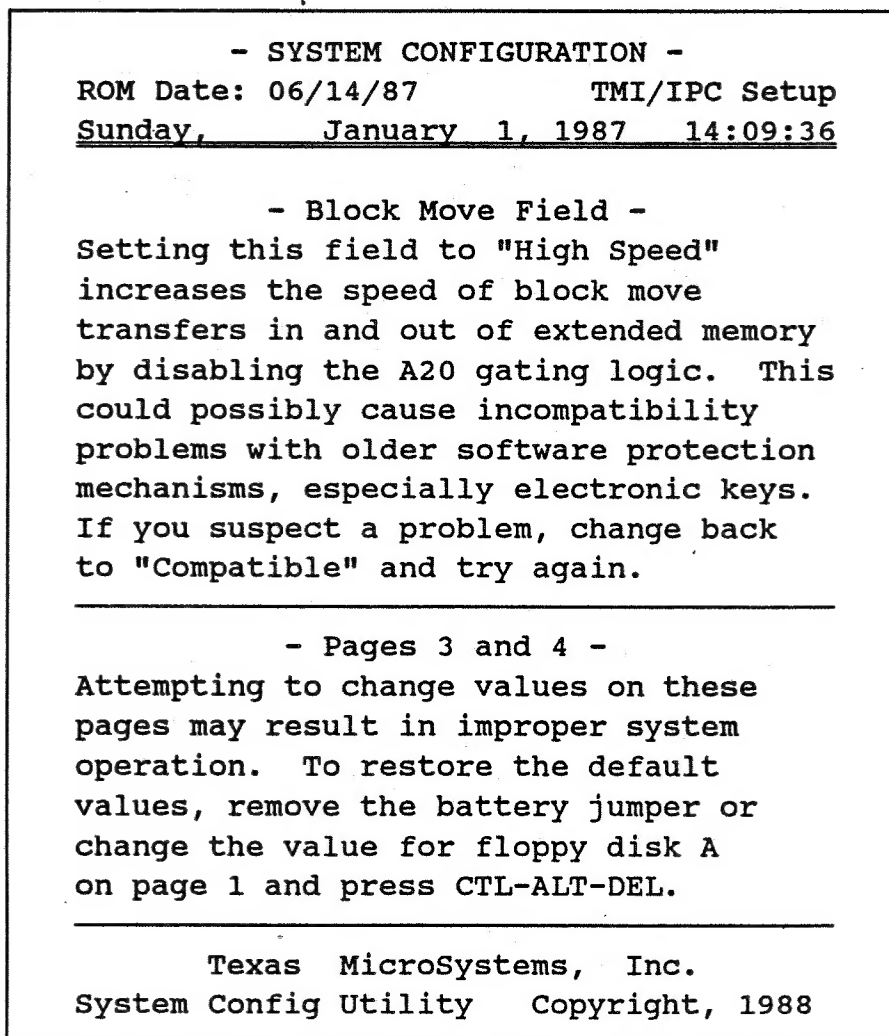 - SYSTEM CONFIGURATION -
ROM Date: 06/14/87 TMI/IPC Setup
Sunday, January 1, 1987 14:09:36
- Block Move Field -
Setting this field to "High Speed"
increases the speed of block move
transfers in and out of extended memory
by disabling the A20 gating logic. This
could possibly cause incompatibility
problems with older software protection
mechanisms, especially electronic keys.
If you suspect a problem, change back
to "Compatible" and try again.
- Pages 3 and 4 -
Attempting to change values on these
pages may result in improper system
operation. To restore the default
values, remove the battery jumper or
change the value for floppy disk A
on page 1 and press CTL-ALT-DEL.
Texas MicroSystems, Inc.
System Config Utility Copyright, 1988